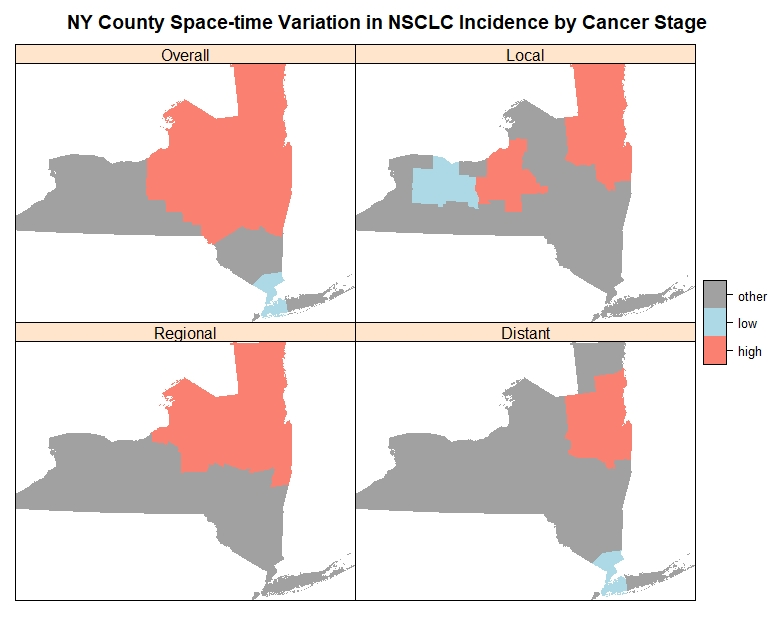 NY County Space-time Variation in NSCLC Incidence by Cancer Stage
Overall
Local
other
low
high
Regional
Distant